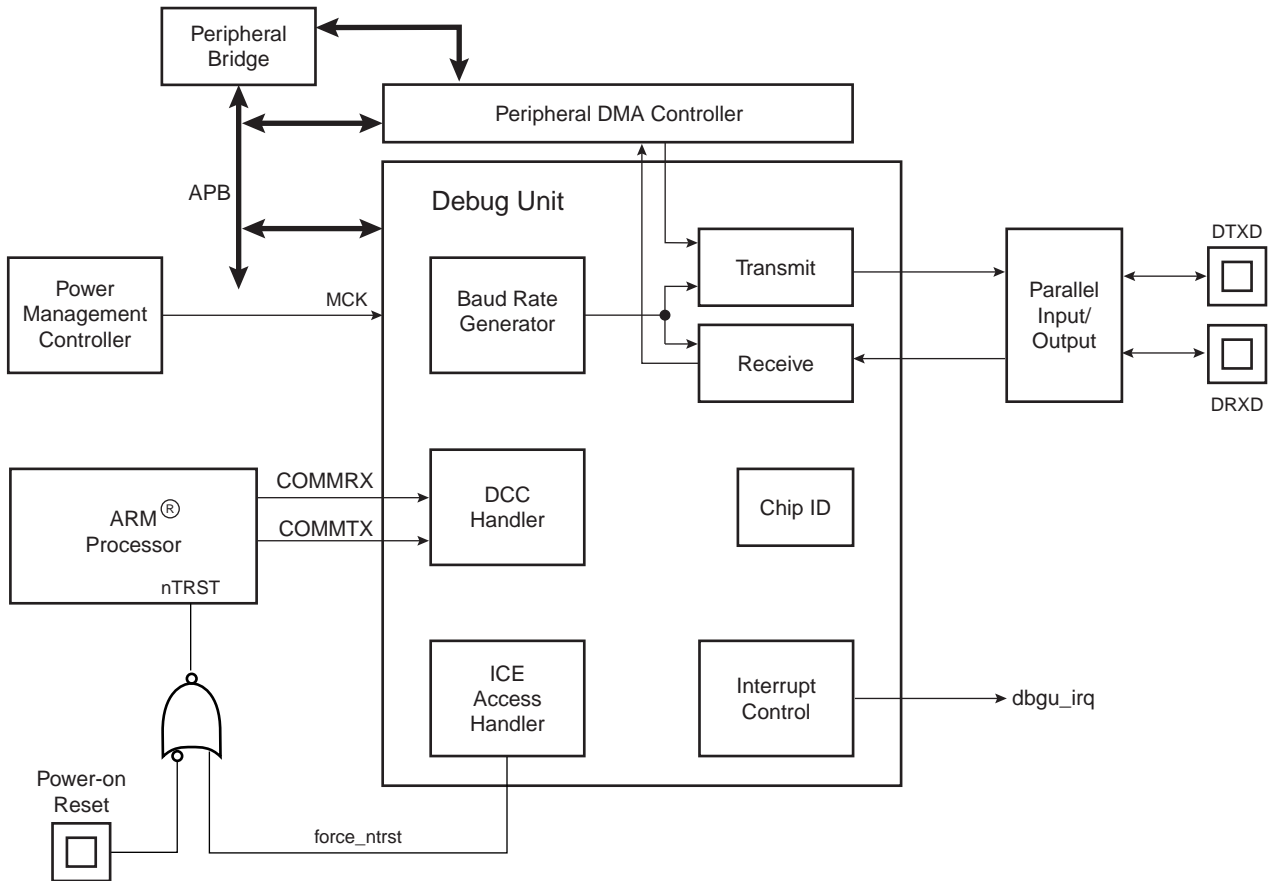 Peripheral
Bridge
Peripheral DMA Controller
APB
Debug Unit
Power
Management
Controller
MCK
Baud Rate
Generator
Transmit
Receive
Parallel
Input/
Output
DTXD
DRXD
ARM®
Processor
nTRST
COMMRX
COMMTX
DCC
Handler
Chip ID
ICE
Access
Handler
Interrupt
Control
dbgu_irq
Power-on
Reset
force_ntrst